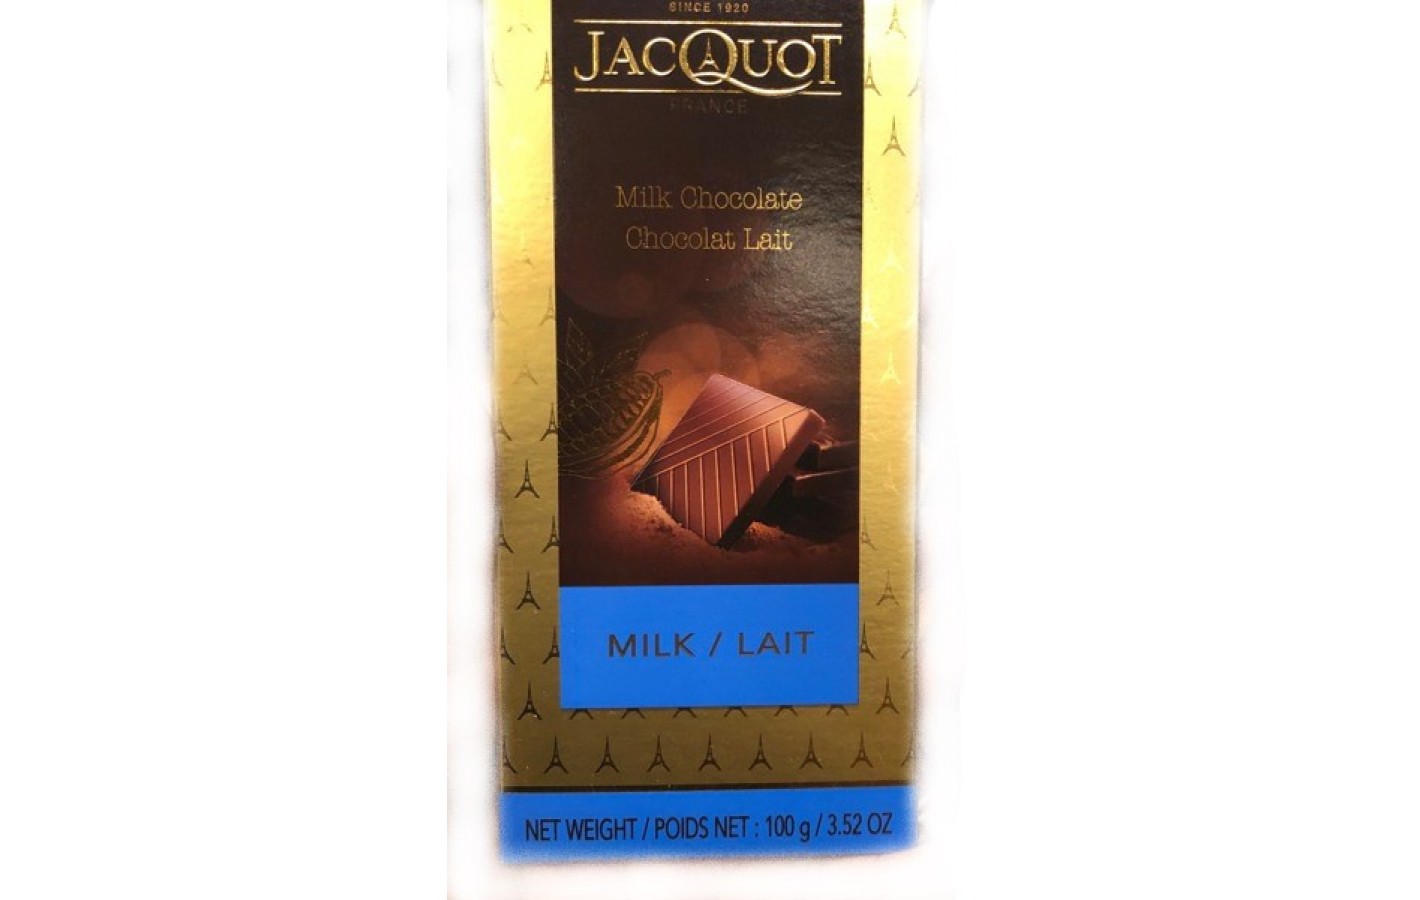 SINCE 1920
JACQUOT
FRANCE
Milk Chocolate
Chocolat Lait
MILK / LAIT
NET WEIGHT / POIDS NET : 100 g / 3.52 OZ